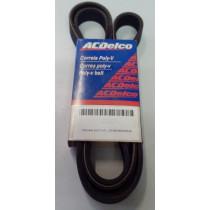 ACDelco
Correia Poly-V
Correa poly-v
Poly-v belt